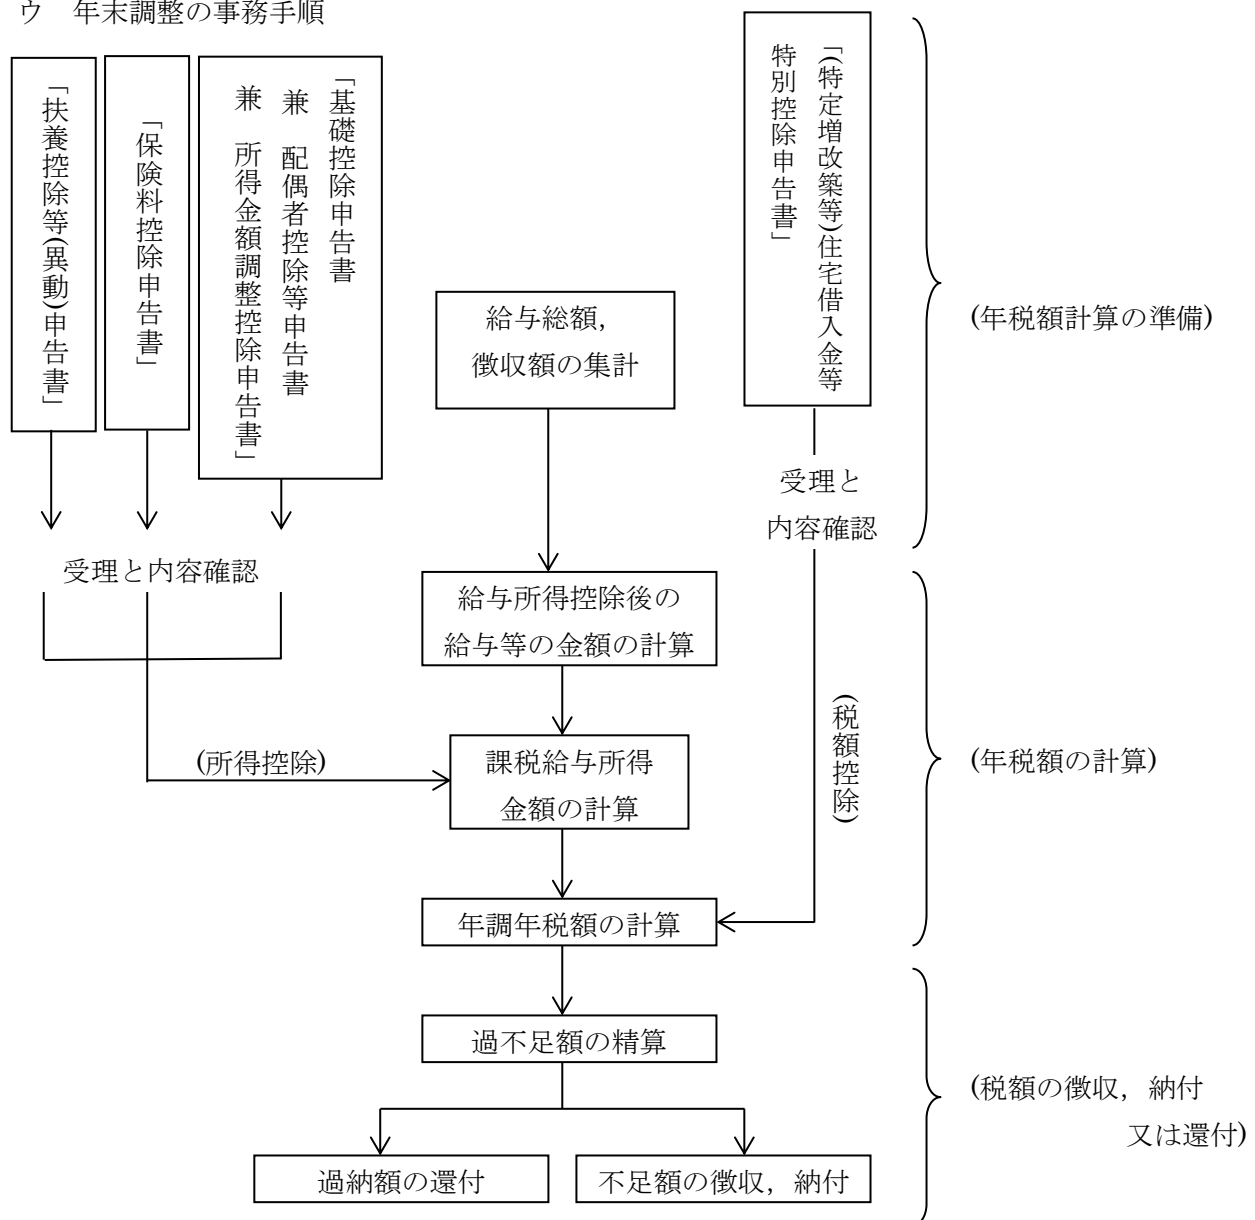 ウ　年末調整の事務手順
「扶養控除等(異動)申告書」
「保険料控除申告書」
「基礎控除申告書
兼　配偶者控除等申告書
兼　所得金額調整控除申告書」
給与総額，
徴収額の集計
「(特定増改築等)住宅借入金等
特別控除申告書」
(年税額計算の準備)
受理と
内容確認
受理と内容確認
給与所得控除後の
給与等の金額の計算
(税額控除)
(所得控除)
課税給与所得
金額の計算
(年税額の計算)
年調年税額の計算
過不足額の精算
(税額の徴収，納付
又は還付)
過納額の還付
不足額の徴収，納付